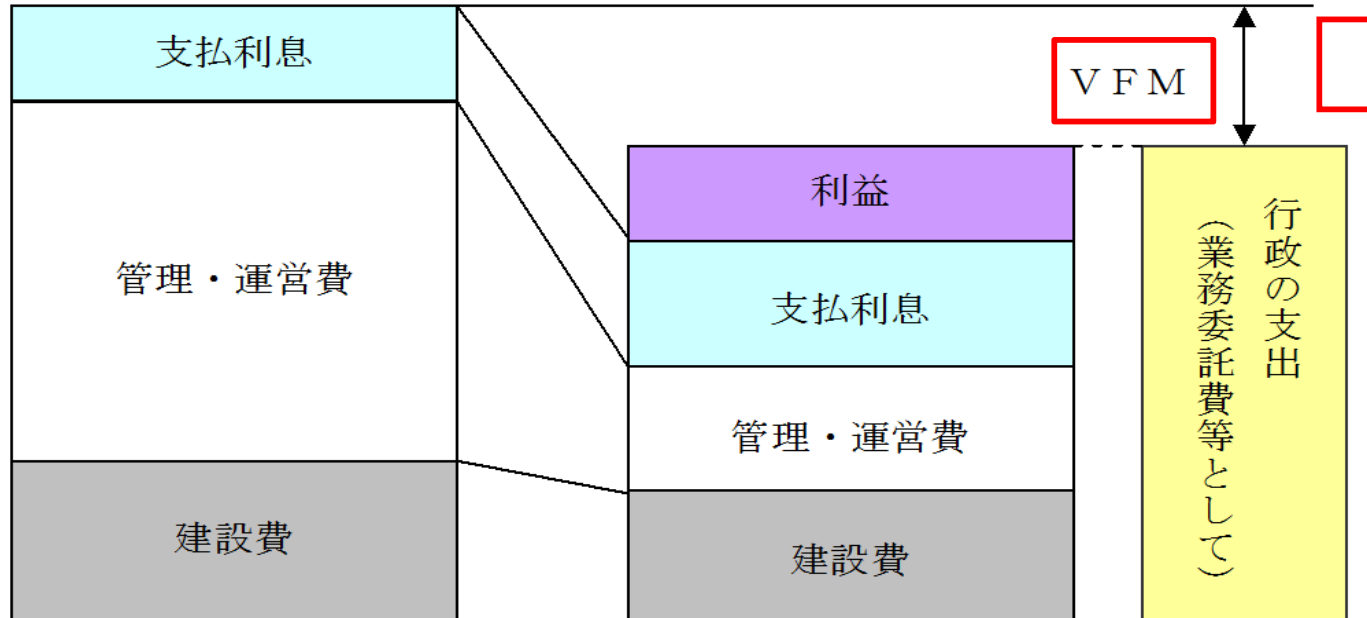 支払利息
管理・運営費
建設費
利益
支払利息
管理・運営費
建設費
ＶＦＭ
行政の支出
（業務委託費等として）